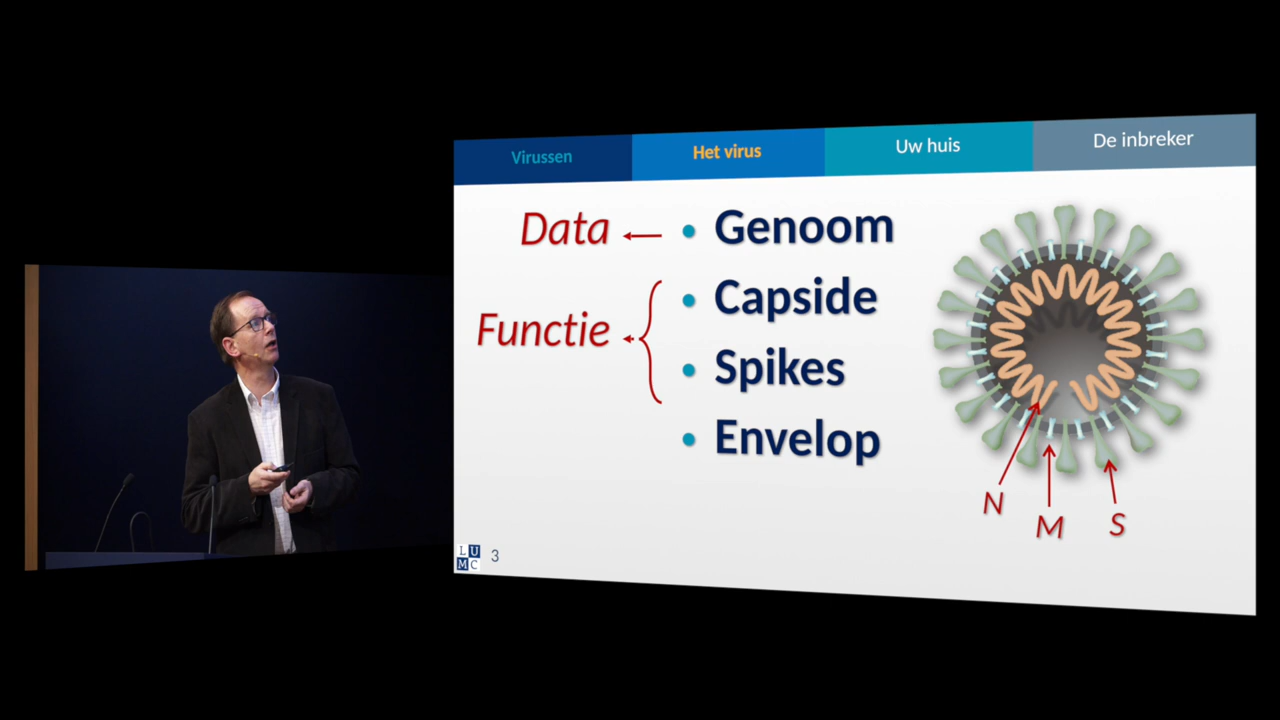 Virussen
Het virus
Uw huis
De inbreker
Data
• Genoom
• Capside
Functie
• Spikes
• Envelop
N
M
S
L U
M C
3